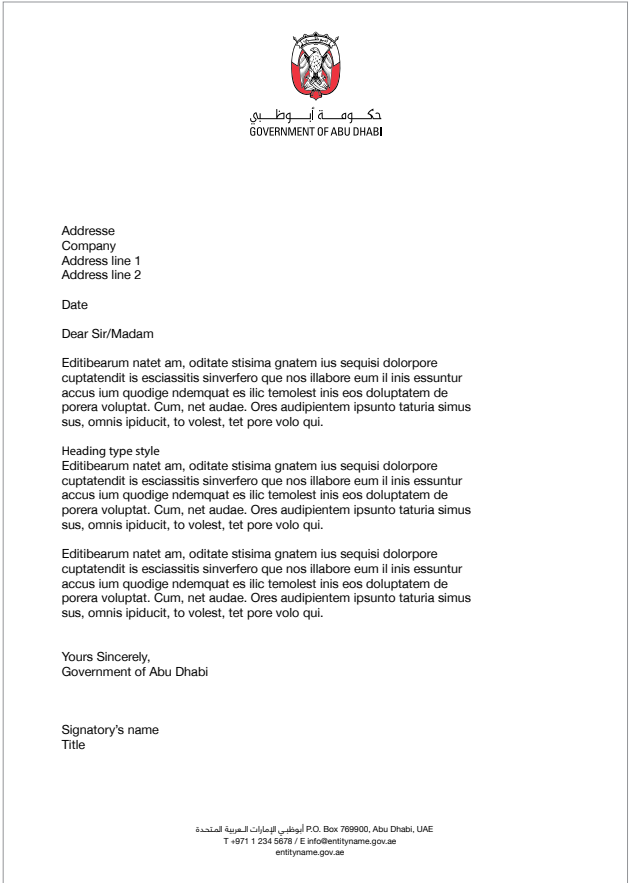 حكومة أبوظبي
GOVERNMENT OF ABU DHABI
Addresse
Company
Address line 1
Address line 2
Date
Dear Sir/Madam
Editibearum natet am, oditate stisima gnatem ius sequisi dolorpore
cuptatendit is esciassitis sinverfero que nos illabore eum il inis essuntur
accus ium quodige ndemquat es ilic temolest inis eos doluptatem de
porera voluptat. Cum, net audae. Ores audipientem ipsunto taturia simus
sus, omnis ipiducit, to volest, tet pore volo qui.
Heading type style
Editibearum natet am, oditate stisima gnatem ius sequisi dolorpore
cuptatendit is esciassitis sinverfero que nos illabore eum il inis essuntur
accus ium quodige ndemquat es ilic temolest inis eos doluptatem de
porera voluptat. Cum, net audae. Ores audipientem ipsunto taturia simus
sus, omnis ipiducit, to volest, tet pore volo qui.
Editibearum natet am, oditate stisima gnatem ius sequisi dolorpore
cuptatendit is esciassitis sinverfero que nos illabore eum il inis essuntur
accus ium quodige ndemquat es ilic temolest inis eos doluptatem de
porera voluptat. Cum, net audae. Ores audipientem ipsunto taturia simus
sus, omnis ipiducit, to volest, tet pore volo qui.
Yours Sincerely,
Government of Abu Dhabi
Signatory's name
Title
أبوظبي الإمارات العربية المتحدة P.O. Box 769900, Abu Dhabi, UAE
T +971 1 234 5678 / E info@entityname.gov.ae
entityname.gov.ae